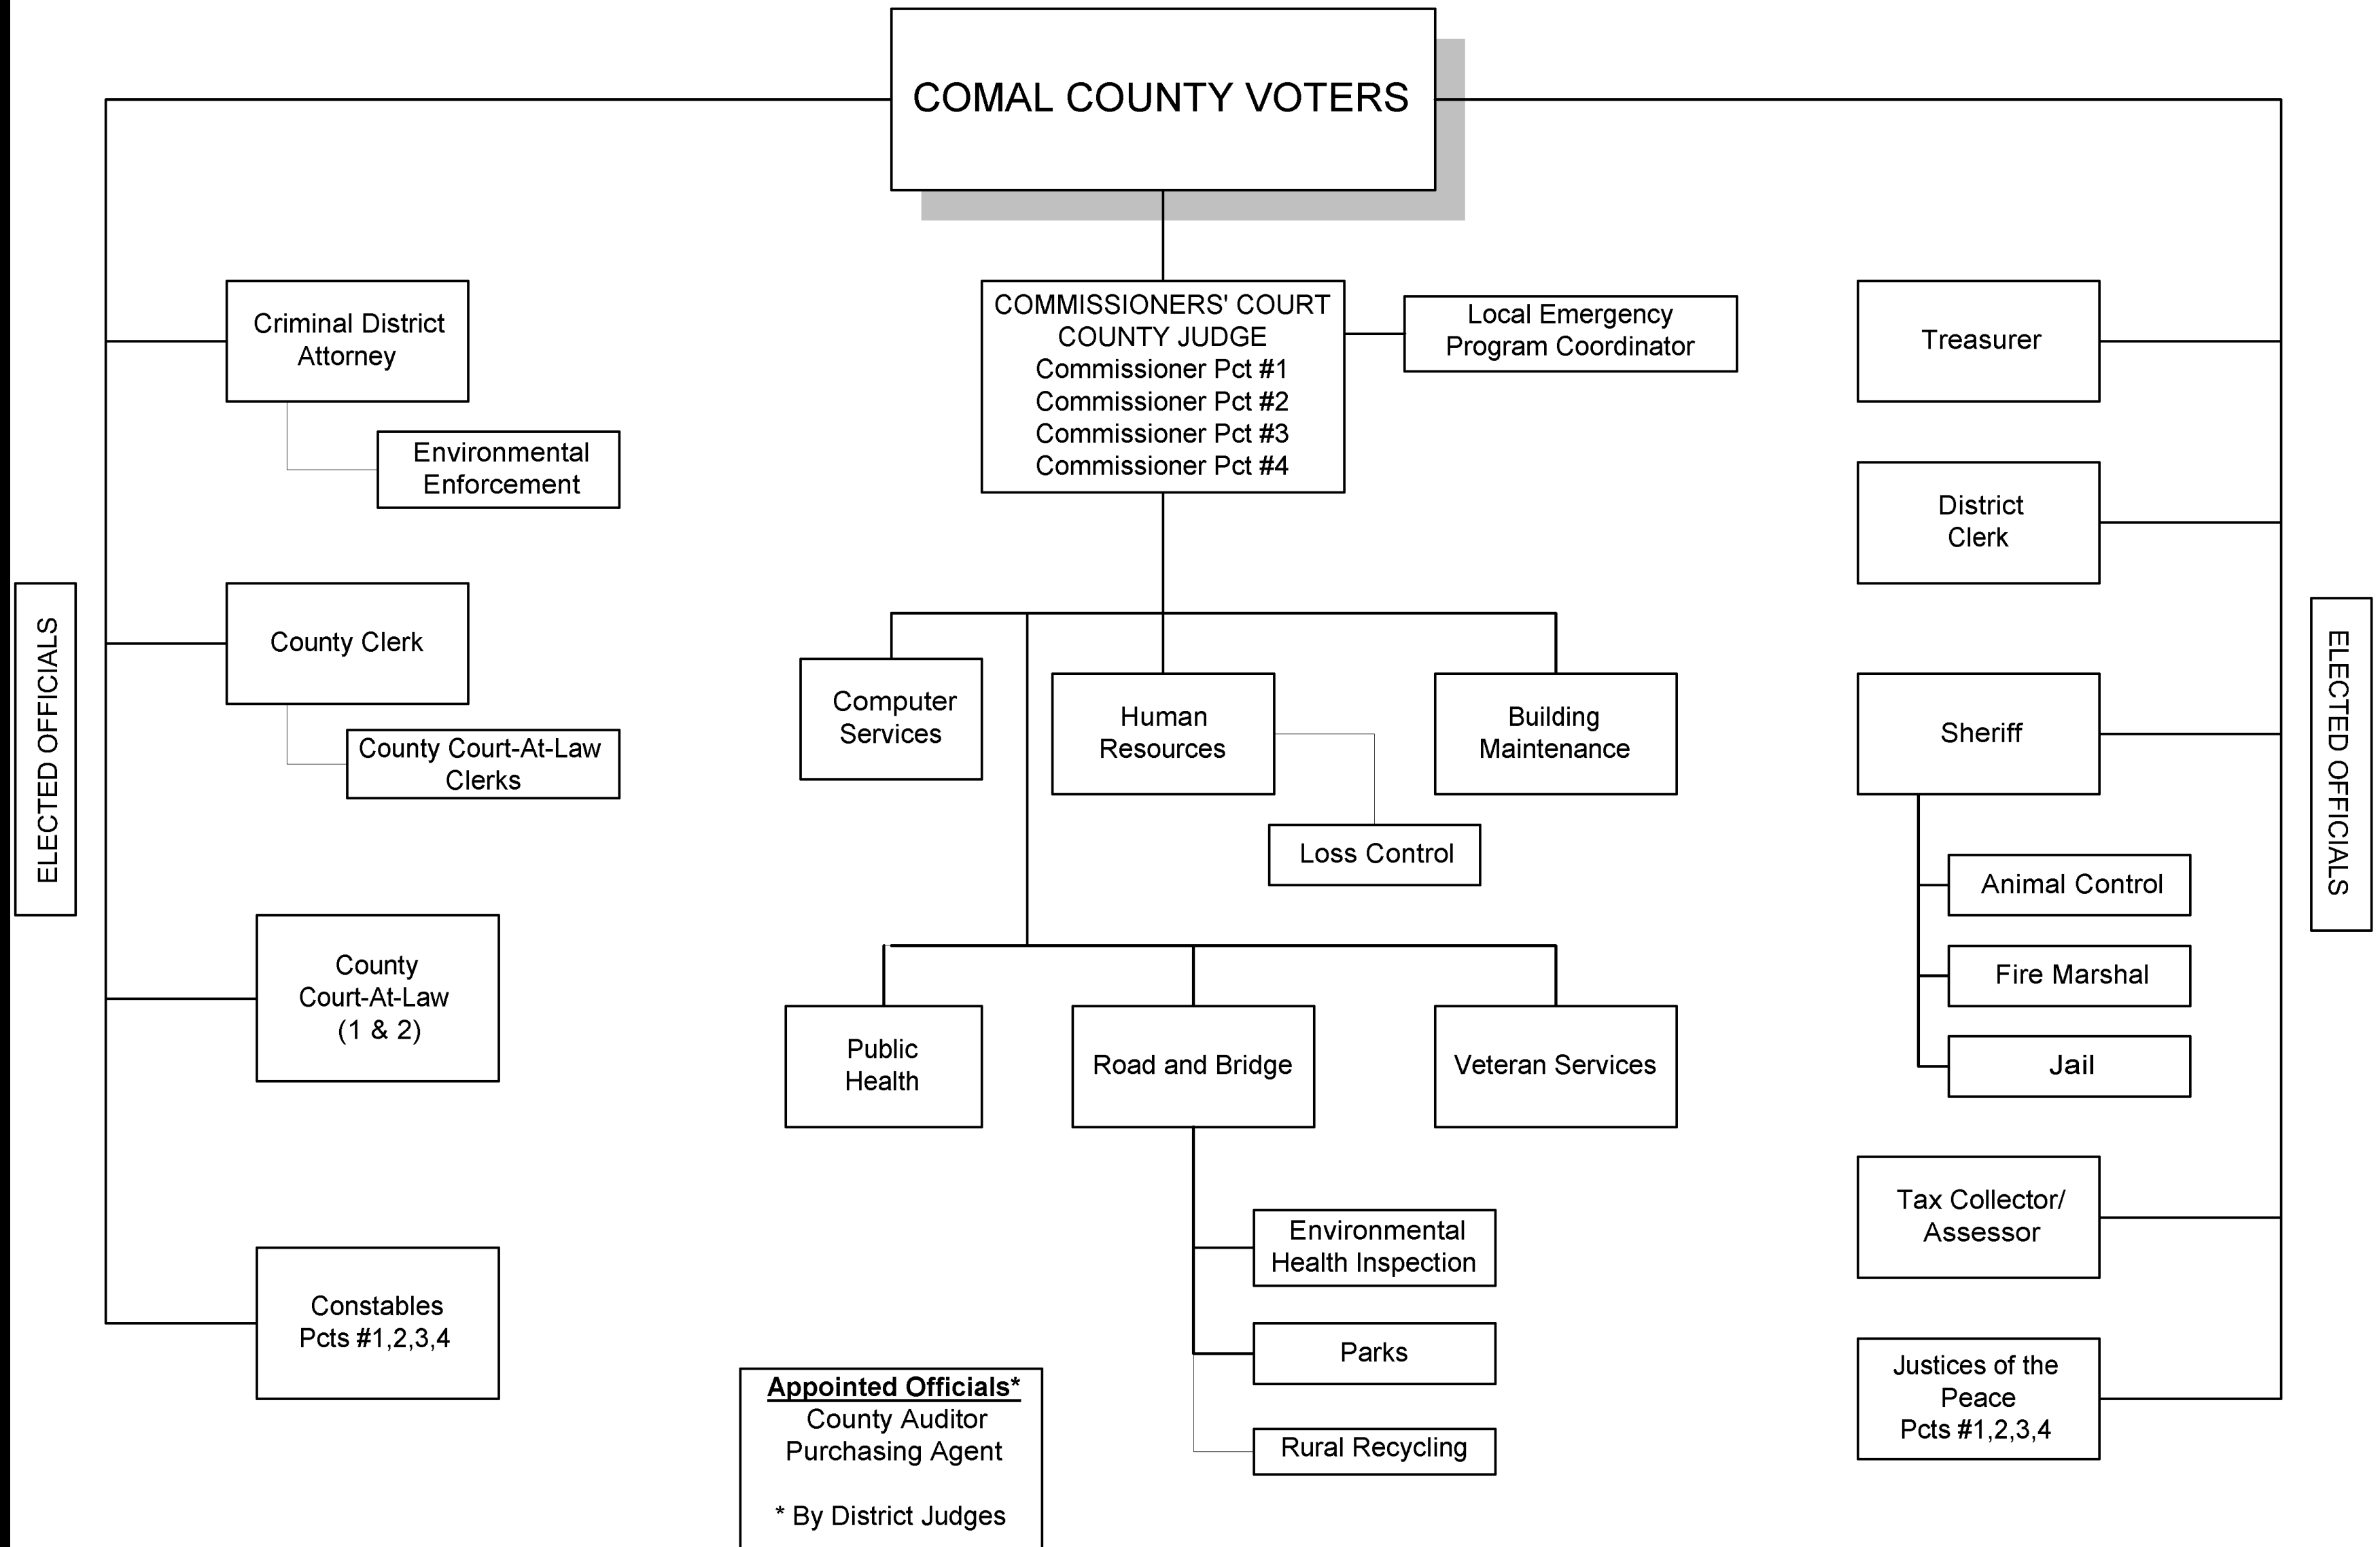 COMAL COUNTY VOTERS
ELECTED OFFICIALS
Criminal District
Attorney
Environmental
Enforcement
County Clerk
County Court-At-Law
Clerks
County
Court-At-Law
(1 & 2)
Constables
Pcts #1,2,3,4
COMMISSIONERS' COURT
COUNTY JUDGE
Commissioner Pct #1
Commissioner Pct #2
Commissioner Pct #3
Commissioner Pct #4
Local Emergency
Program Coordinator
Computer
Services
Human
Resources
Building
Maintenance
Loss Control
Public
Health
Road and Bridge
Veteran Services
Environmental
Health Inspection
Parks
Rural Recycling
Appointed Officials*
County Auditor
Purchasing Agent
* By District Judges
Treasurer
District
Clerk
Sheriff
Animal Control
Fire Marshal
Jail
Tax Collector/
Assessor
Justices of the
Peace
Pcts #1,2,3,4
ELECTED OFFICIALS